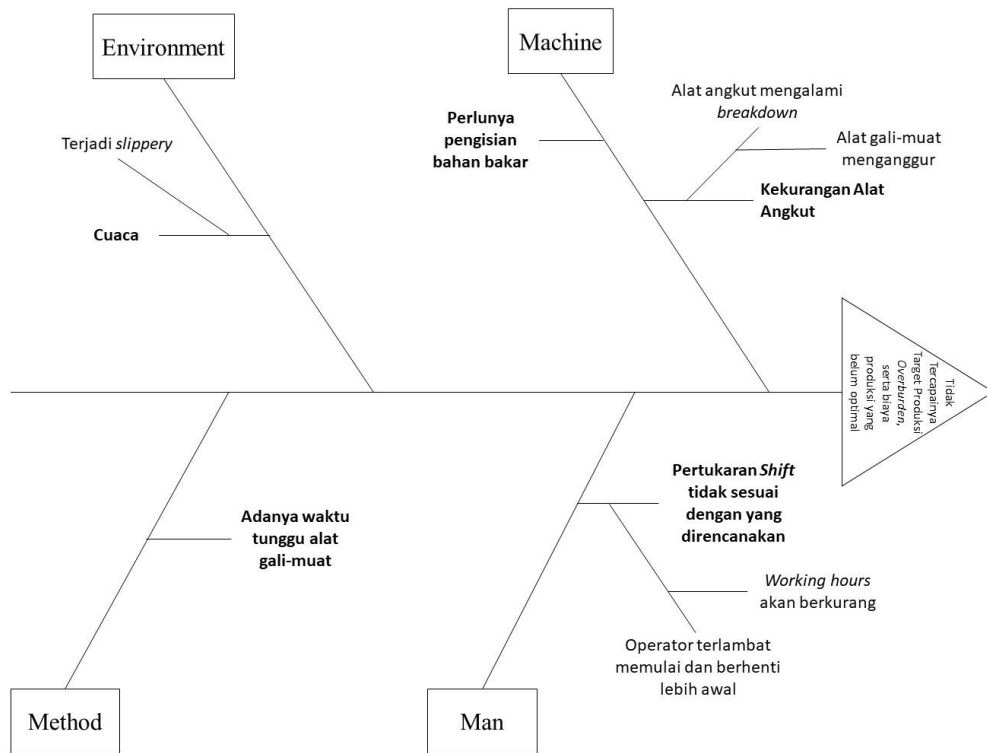 Environment
Machine
Terjadi slippery
Cuaca
Perlunya
pengisian
bahan bakar
Alat angkut mengalami
breakdown
Alat gali-muat
menganggur
Kekurangan Alat
Angkut
Tidak
Tercapainya
Target Produksi
Overburden,
serta biaya
produksi yang
belum optimal
Adanya waktu
tunggu alat
gali-muat
Pertukaran Shift
tidak sesuai
dengan yang
direncanakan
Working hours
akan berkurang
Operator terlambat
memulai dan berhenti
lebih awal
Method
Man